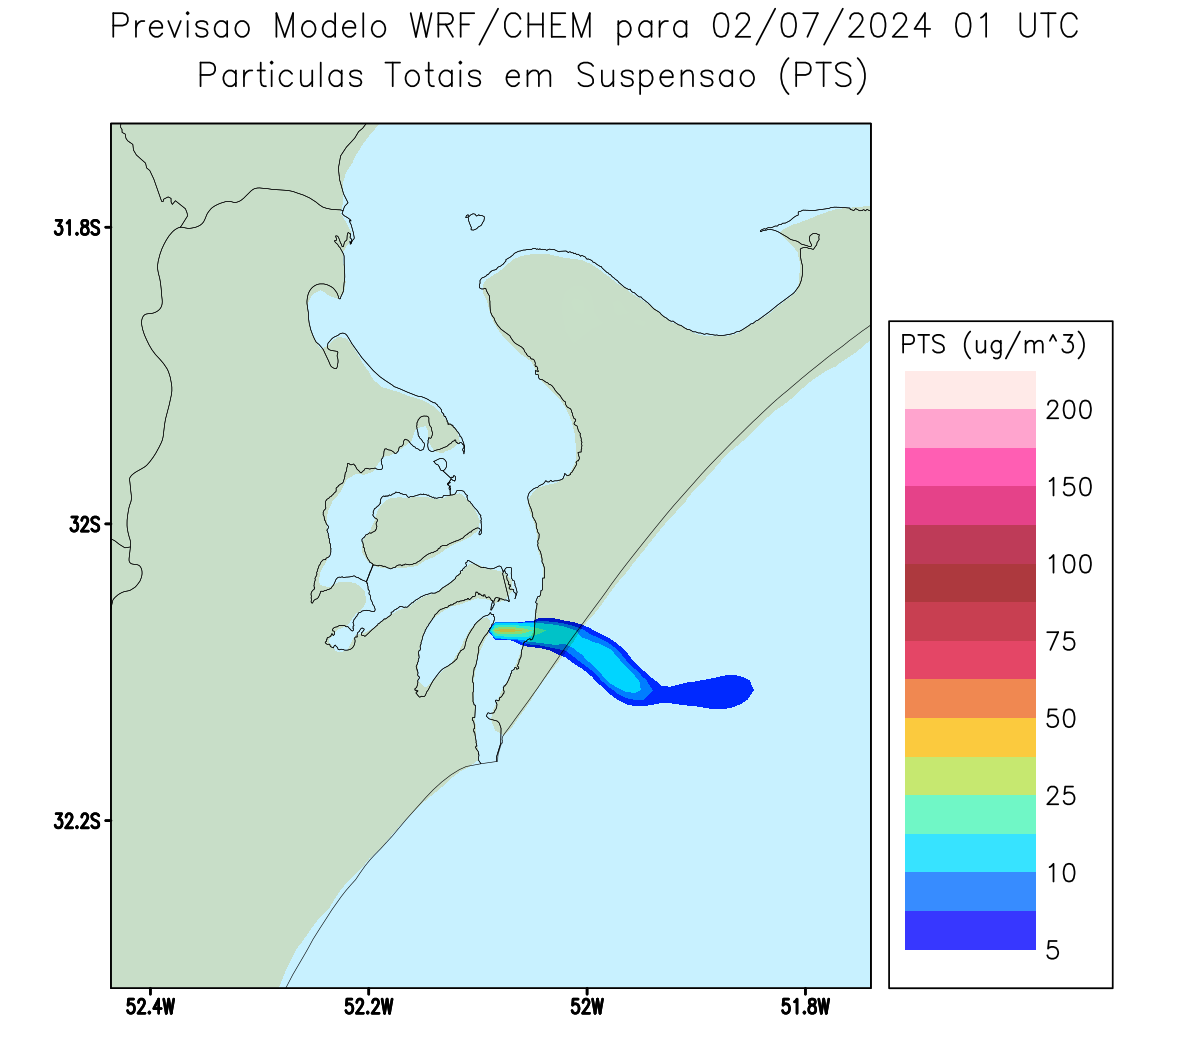 Previsao Modelo WRF/CHEM para 02/07/2024 01 UTC
Particulas Totais em Suspensao (PTS)
31.8S
32S
32.2S
52.4W
52.2W
52W
51.8W
PTS (ug/m^3)
200
150
100
75
50
25
10
5